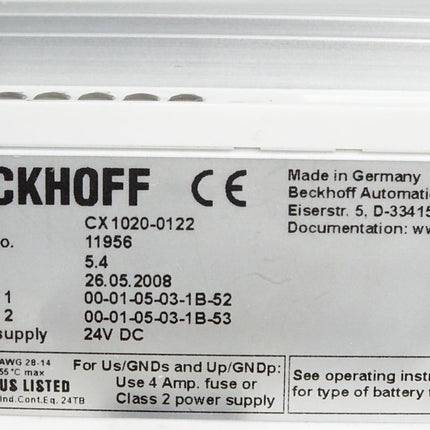 CKHOFF CE
Made in Germany
Beckhoff Automatic
Eiserstr. 5, D-33415
Documentation: ww
CX1020-0122
o. 11956
5.4
26.05.2008
1 00-01-05-03-1B-52
2 00-01-05-03-1B-53
supply 24V DC
AWG 28-14
55°C max
US LISTED
Ind.Cont.Eq. 24TB
For Us/GNDs and Up/GNDp:
Use 4 Amp. fuse or
Class 2 power supply
See operating instru
for type of battery